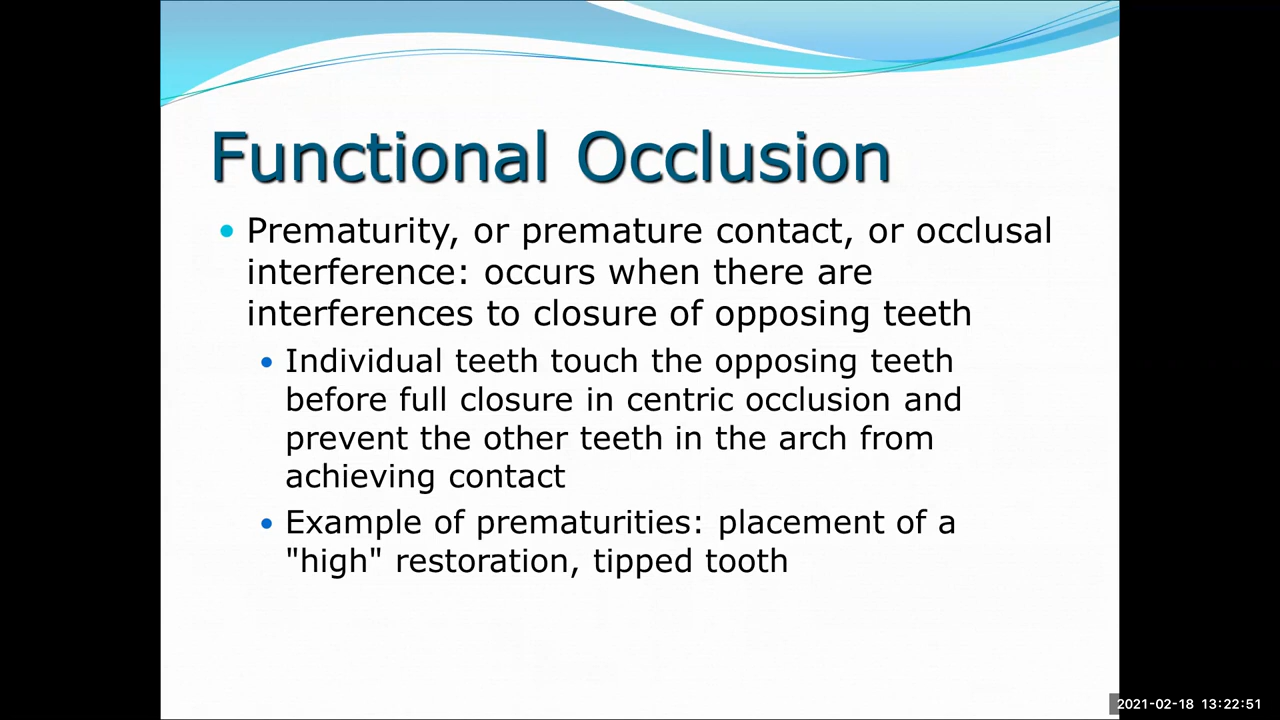 Functional Occlusion
• Prematurity, or premature contact, or occlusal
interference: occurs when there are
interferences to closure of opposing teeth
• Individual teeth touch the opposing teeth
before full closure in centric occlusion and
prevent the other teeth in the arch from
achieving contact
• Example of prematurities: placement of a
"high" restoration, tipped tooth
2021-02-18 13:22:51